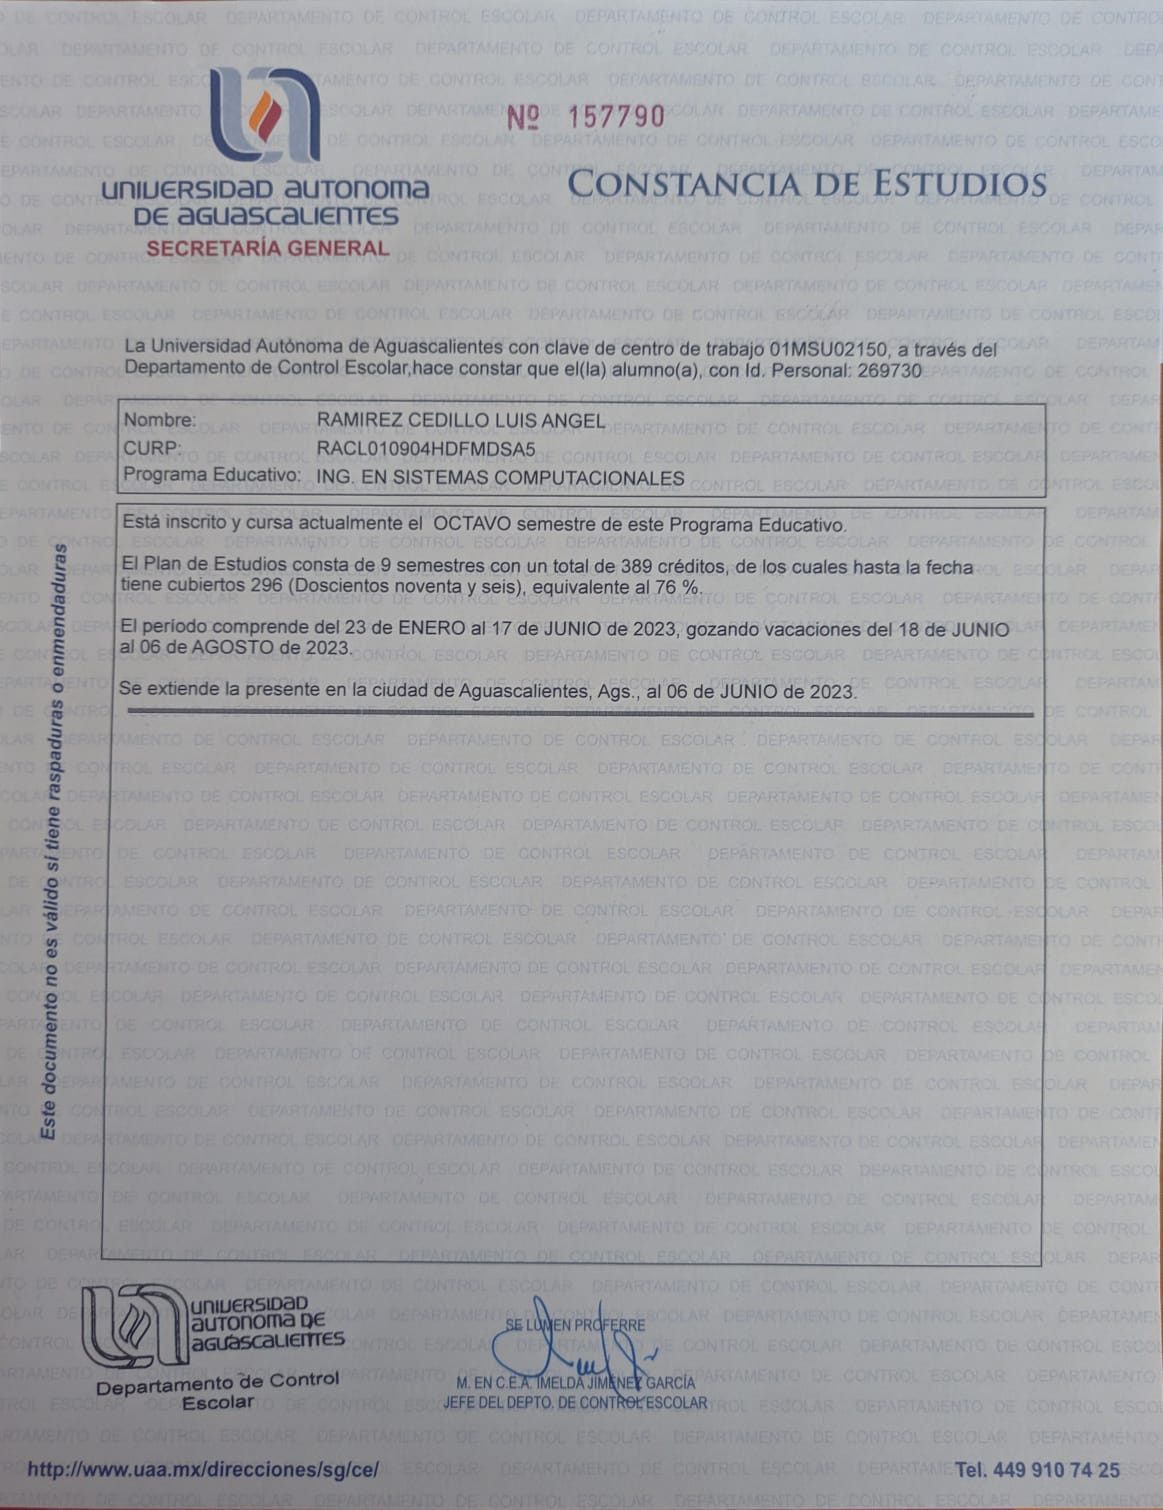 Nº 157790
UNIVERSIDAD AUTONOMA
DE AGUASCALIENTES
SECRETARÍA GENERAL
CONSTANCIA DE ESTUDIOS
La Universidad Autónoma de Aguascalientes con clave de centro de trabajo 01MSU02150, a través del
Departamento de Control Escolar,hace constar que el(la) alumno(a), con Id. Personal: 269730
Nombre: RAMIREZ CEDILLO LUIS ANGEL
CURP: RACL010904HDFMDSA5
Programa Educativo: ING. EN SISTEMAS COMPUTACIONALES
Está inscrito y cursa actualmente el OCTAVO semestre de este Programa Educativo.
El Plan de Estudios consta de 9 semestres con un total de 389 créditos, de los cuales hasta la fecha
tiene cubiertos 296 (Doscientos noventa y seis), equivalente al 76 %.
El período comprende del 23 de ENERO al 17 de JUNIO de 2023, gozando vacaciones del 18 de JUNIO
al 06 de AGOSTO de 2023.
Se extiende la presente en la ciudad de Aguascalientes, Ags., al 06 de JUNIO de 2023.
Este documento no es válido si tiene raspaduras o enmendaduras
UNIVERSIDAD
AUTONOMA DE
AGUASCALIENTES
Departamento de Control
Escolar
SE LUMEN PROFERRE
M. EN C.E.A. IMELDA JIMÉNEZ GARCÍA
JEFE DEL DEPTO. DE CONTROL ESCOLAR
http://www.uaa.mx/direcciones/sg/ce/
Tel. 449 910 74 25